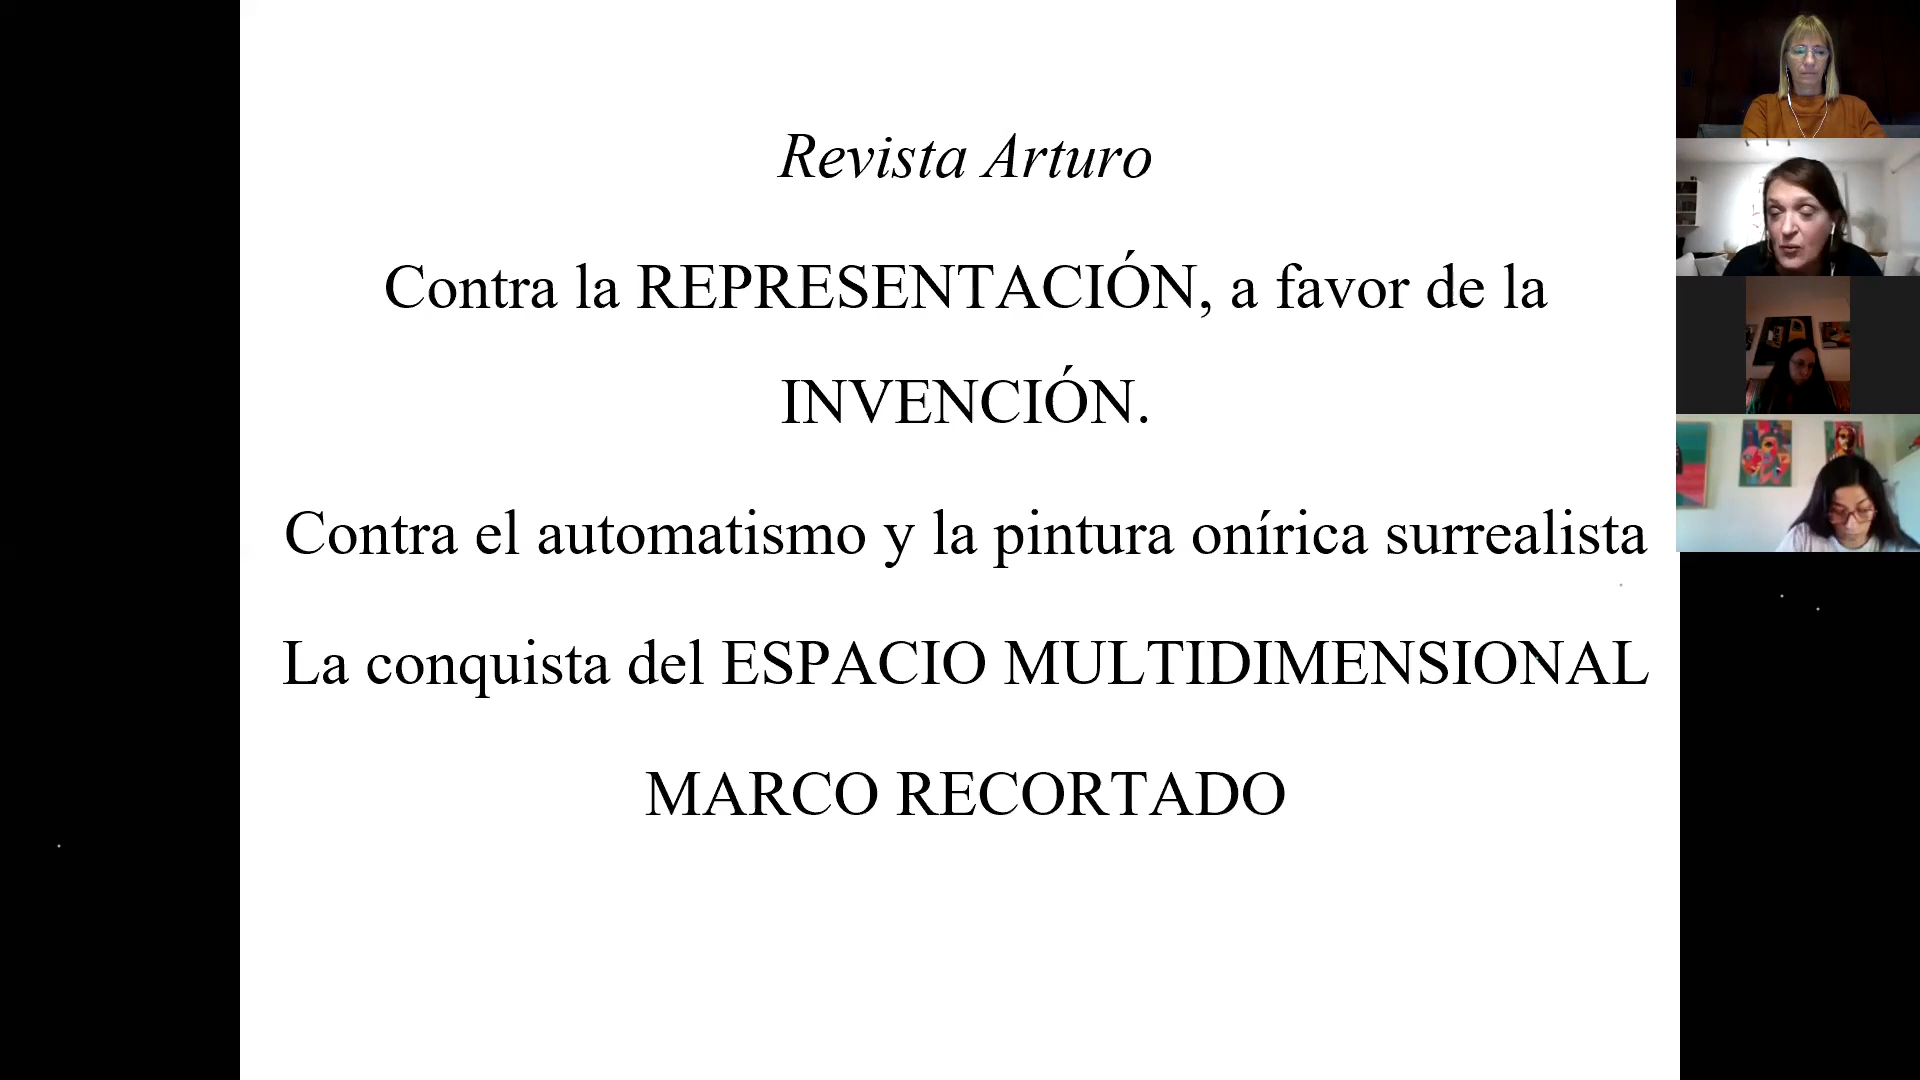 Revista Arturo
Contra la REPRESENTACIÓN, a favor de la
INVENCIÓN.
Contra el automatismo y la pintura onírica surrealista
La conquista del ESPACIO MULTIDIMENSIONAL
MARCO RECORTADO